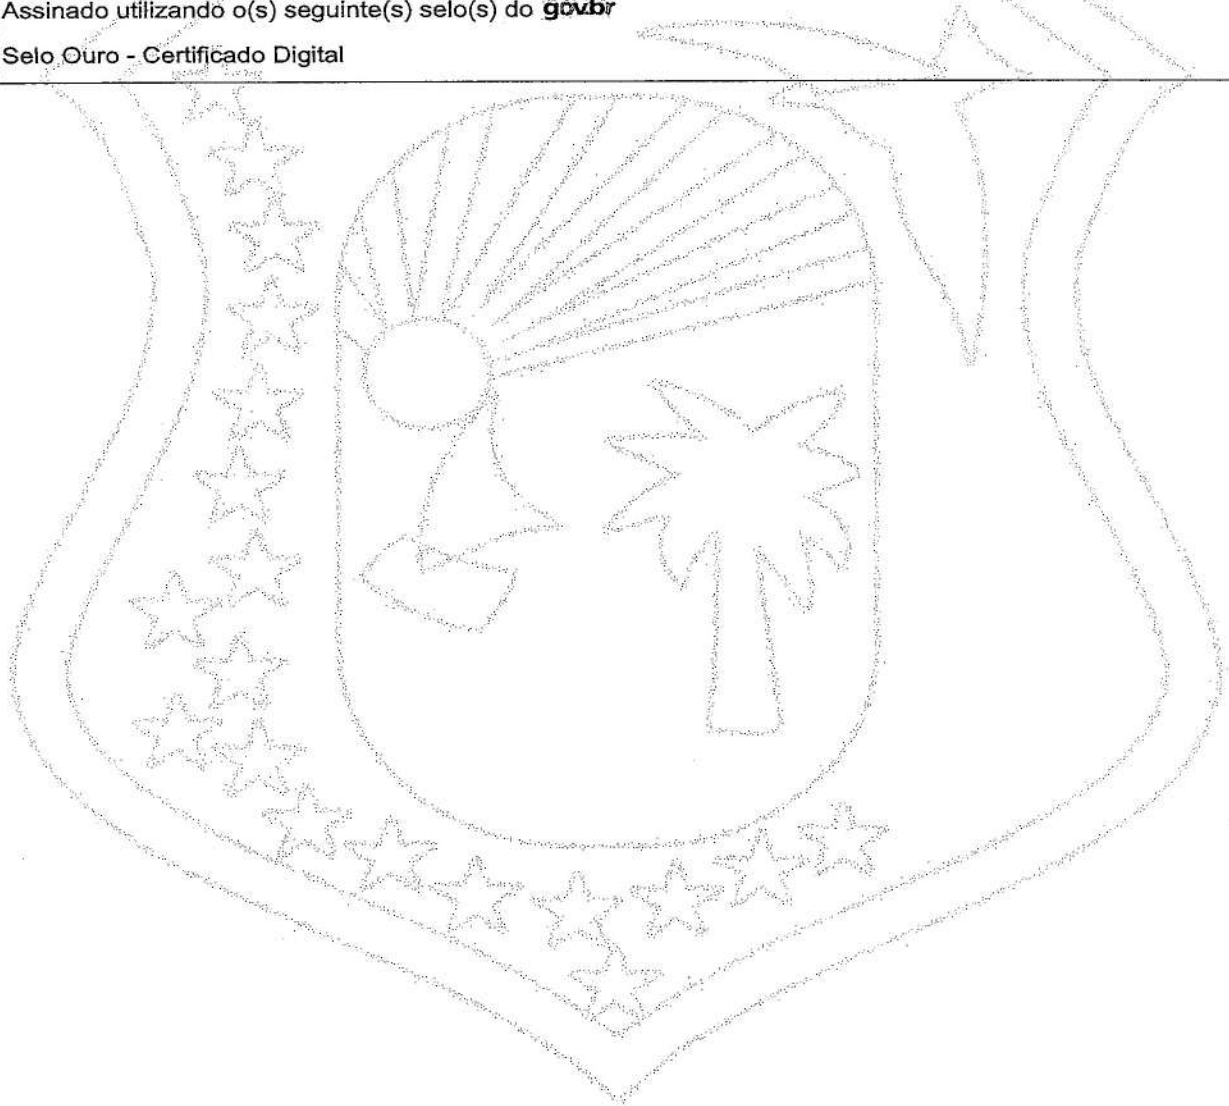 Assinado utilizando o(s) seguinte(s) selo(s) do gov.br
Selo Ouro - Certificado Digital